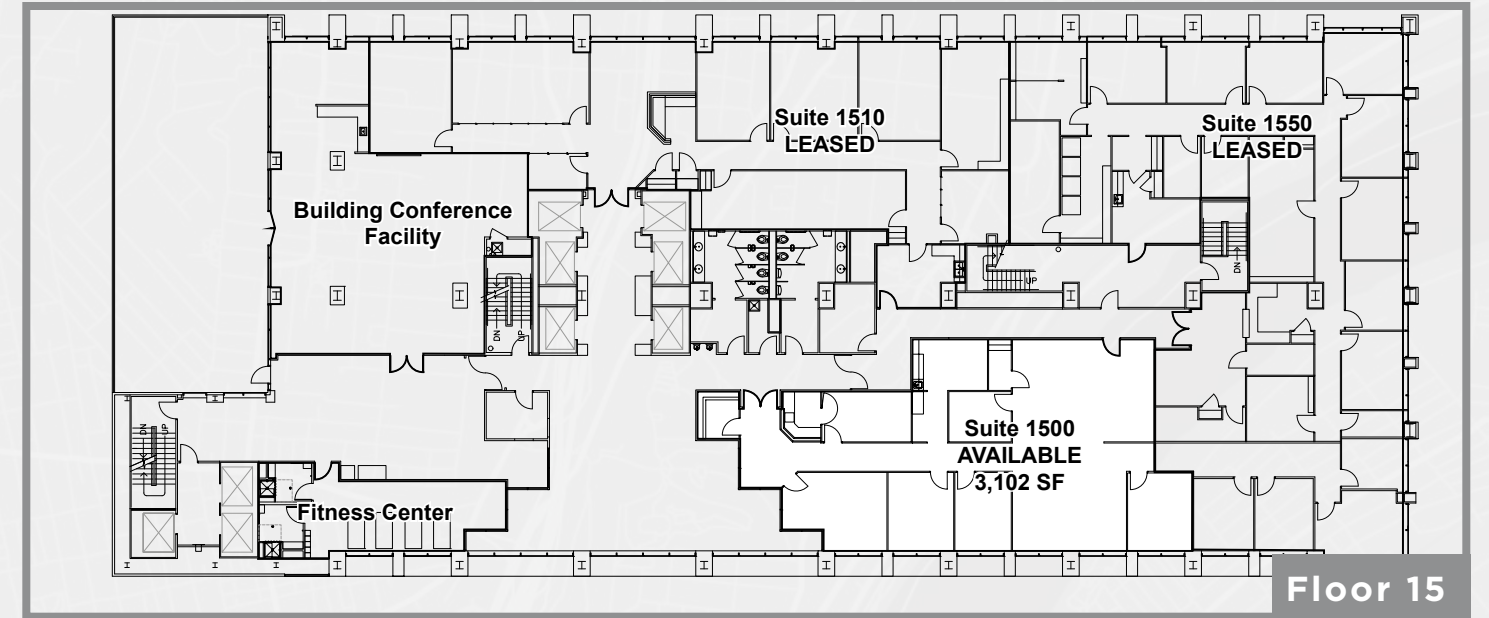 Suite 1510
LEASED
Suite 1550
LEASED
Building Conference
Facility
DN
UP
UP
DN
DN
UP
Suite 1500
AVAILABLE
3,102 SF
Fitness Center
Floor 15